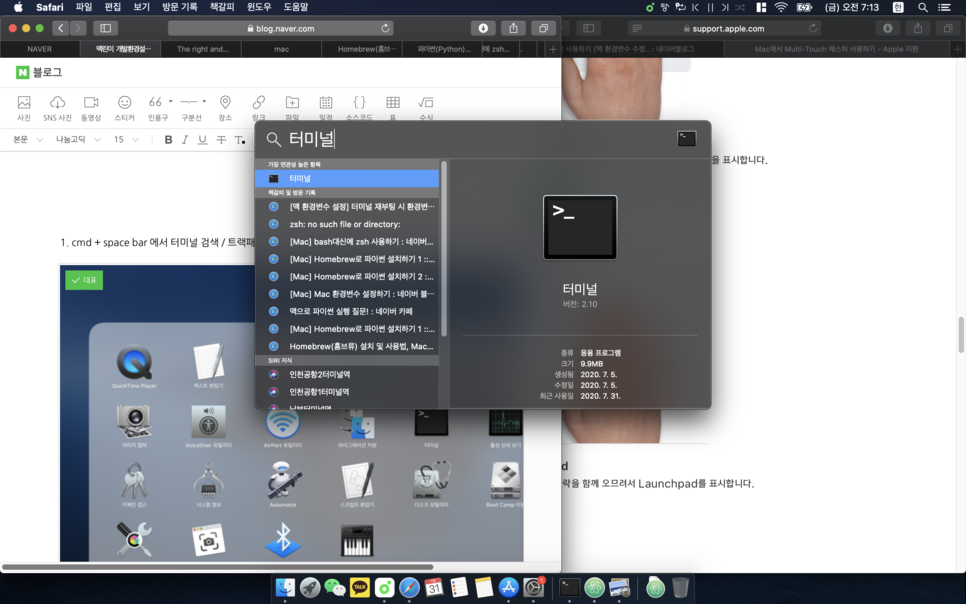 Safari 파일 편집 보기 방문 기록 책갈피 윈도우 도움말
(금) 오전 7:13 한
blog.naver.com
support.apple.com
NAVER
맥린이 개발환경설…
The right and…
mac
Homebrew(홈브…
파이썬(Python)…
에 zsh…
사용하기 (맥 환경변수 수정.. : 네이버블로그
Mac에서 Multi-Touch 제스처 사용하기 - Apple 지원
N 블로그
사진
SNS 사진
동영상
스티커
인용구
구분선
장소
링크
파일
일정
소스코드
표
수식
본문
나눔고딕
15
B I U T T
터미널
가장 연관성 높은 항목
터미널
책갈피 및 방문 기록
[맥 환경변수 설정] 터미널 재부팅 시 환경변…
zsh: no such file or directory:
[Mac] bash대신에 zsh 사용하기 : 네이버…
[Mac] Homebrew로 파이썬 설치하기 1 ::…
[Mac] Homebrew로 파이썬 설치하기 2 :…
[Mac] Mac 환경변수 설정하기 : 네이버 블…
맥으로 파이썬 실행 질문! : 네이버 카페
[Mac] Homebrew로 파이썬 설치하기 1 ::…
Homebrew(홈브류) 설치 및 사용법, Mac…
SIRI 지식
인천공항2터미널역
인천공항1터미널역
남부터미널역
터미널
버전: 2.10
종류 응용 프로그램
크기 9.9MB
생성일 2020. 7. 5.
수정일 2020. 7. 5.
최근 사용일 2020. 7. 31.
을 표시합니다.
1. cmd + space bar 에서 터미널 검색 / 트랙패
대표
QuickTime Player
텍스트 편집기
이미지 캡처
VoiceOver 유틸리티
AirPort 유틸리티
마이그레이션 지원
터미널
활성 상태 보기
키체인 접근
시스템 정보
Automator
스크립트 편집기
디스크 유틸리티
Boot Camp 지
d
락을 함께 오므려서 Launchpad를 표시합니다.
TALK
31